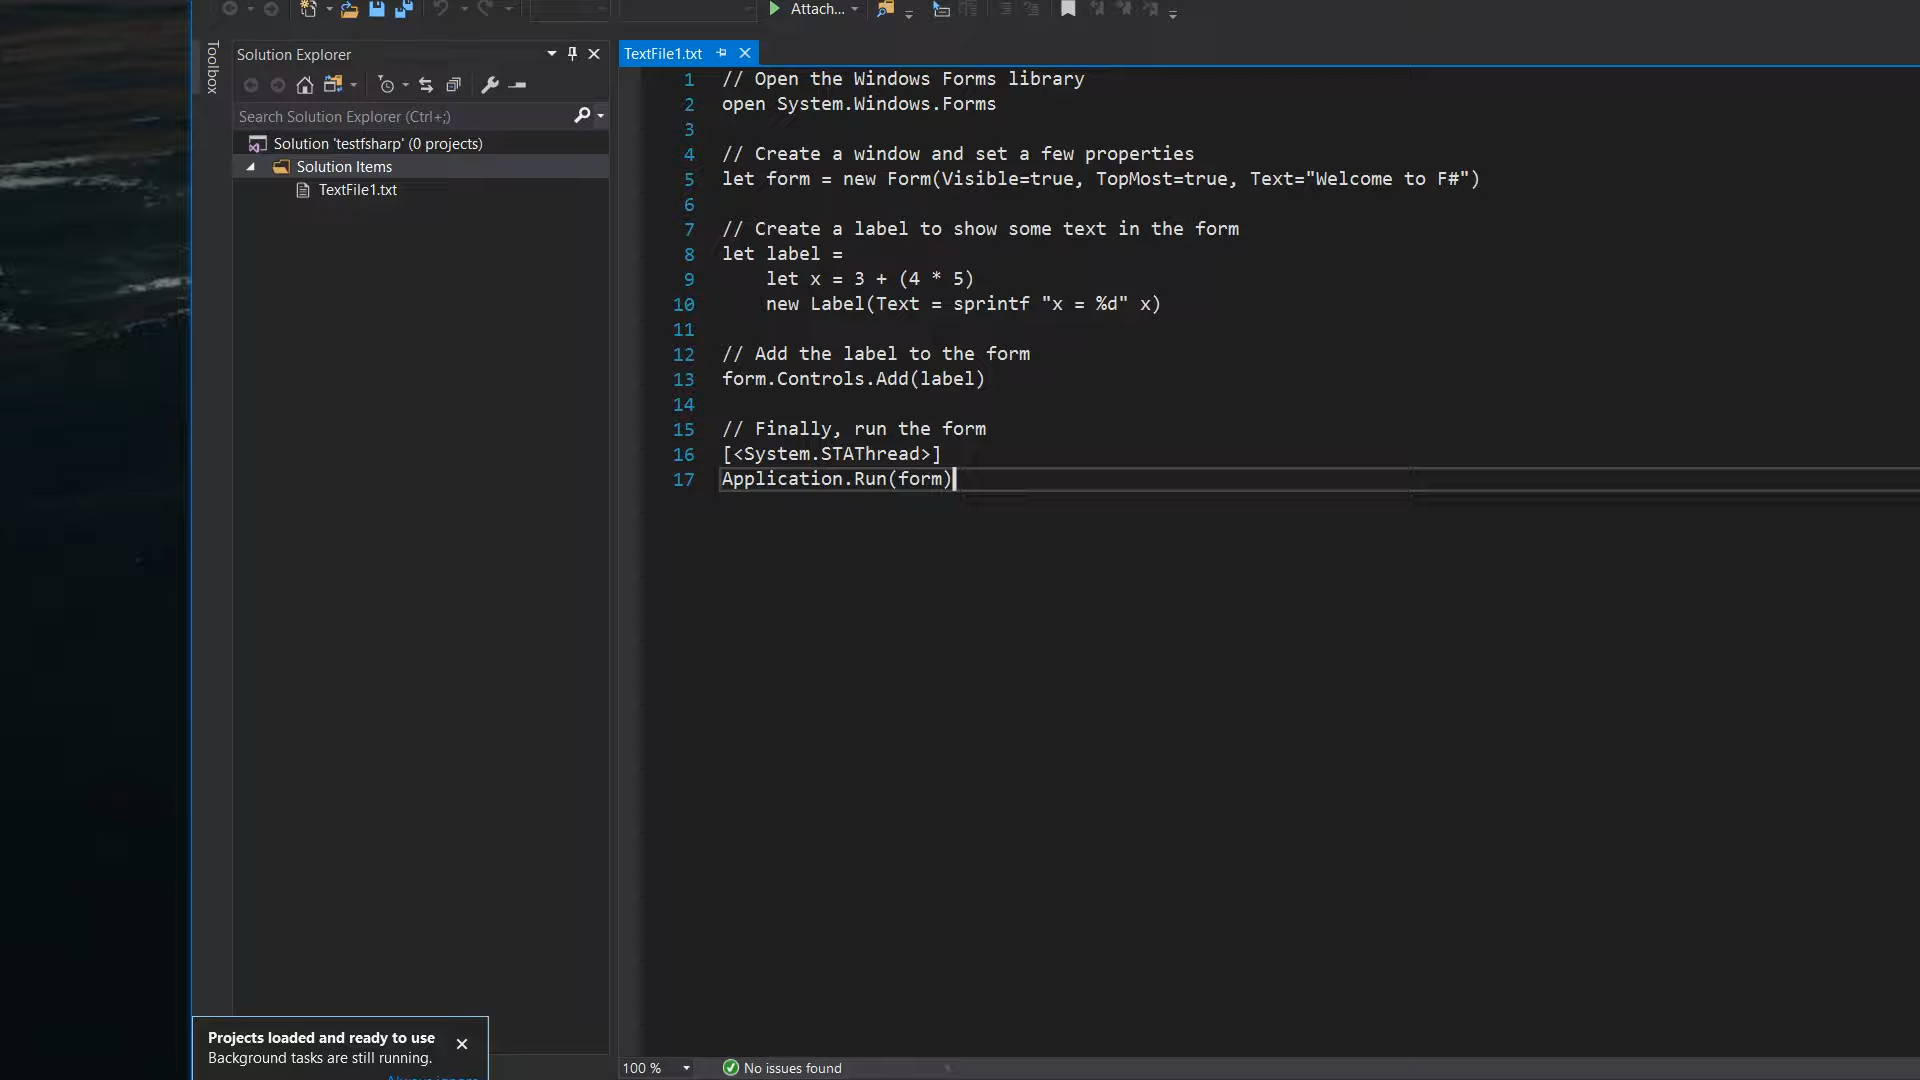 Attach...
Toolbox
Solution Explorer
Search Solution Explorer (Ctrl+;)
Solution 'testfsharp' (0 projects)
Solution Items
TextFile1.txt
TextFile1.txt
1 // Open the Windows Forms library
2 open System.Windows.Forms
3
4 // Create a window and set a few properties
5 let form = new Form(Visible=true, TopMost=true, Text="Welcome to F#")
6
7 // Create a label to show some text in the form
8 let label =
9     let x = 3 + (4 * 5)
10     new Label(Text = sprintf "x = %d" x)
11
12 // Add the label to the form
13 form.Controls.Add(label)
14
15 // Finally, run the form
16 [<System.STAThread>]
17 Application.Run(form)
Projects loaded and ready to use
Background tasks are still running.
Always ignore
100 %
No issues found